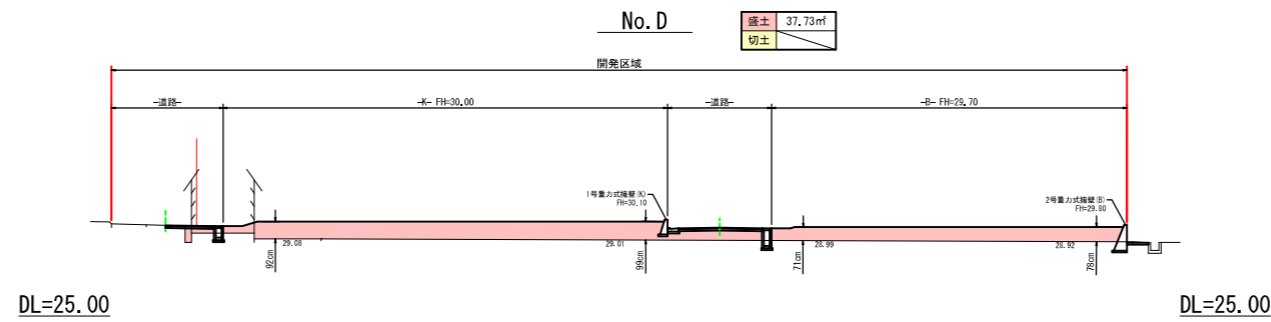 No.D
盛土 37.73㎡
切土
開発区域
-道路-
-K- FH=30.00
-道路-
-B- FH=29.70
1号重力式擁壁(K)
FH=30.10
2号重力式擁壁(B)
FH=29.80
29.08
29.01
28.99
28.92
92cm
99cm
71cm
78cm
DL=25.00
DL=25.00